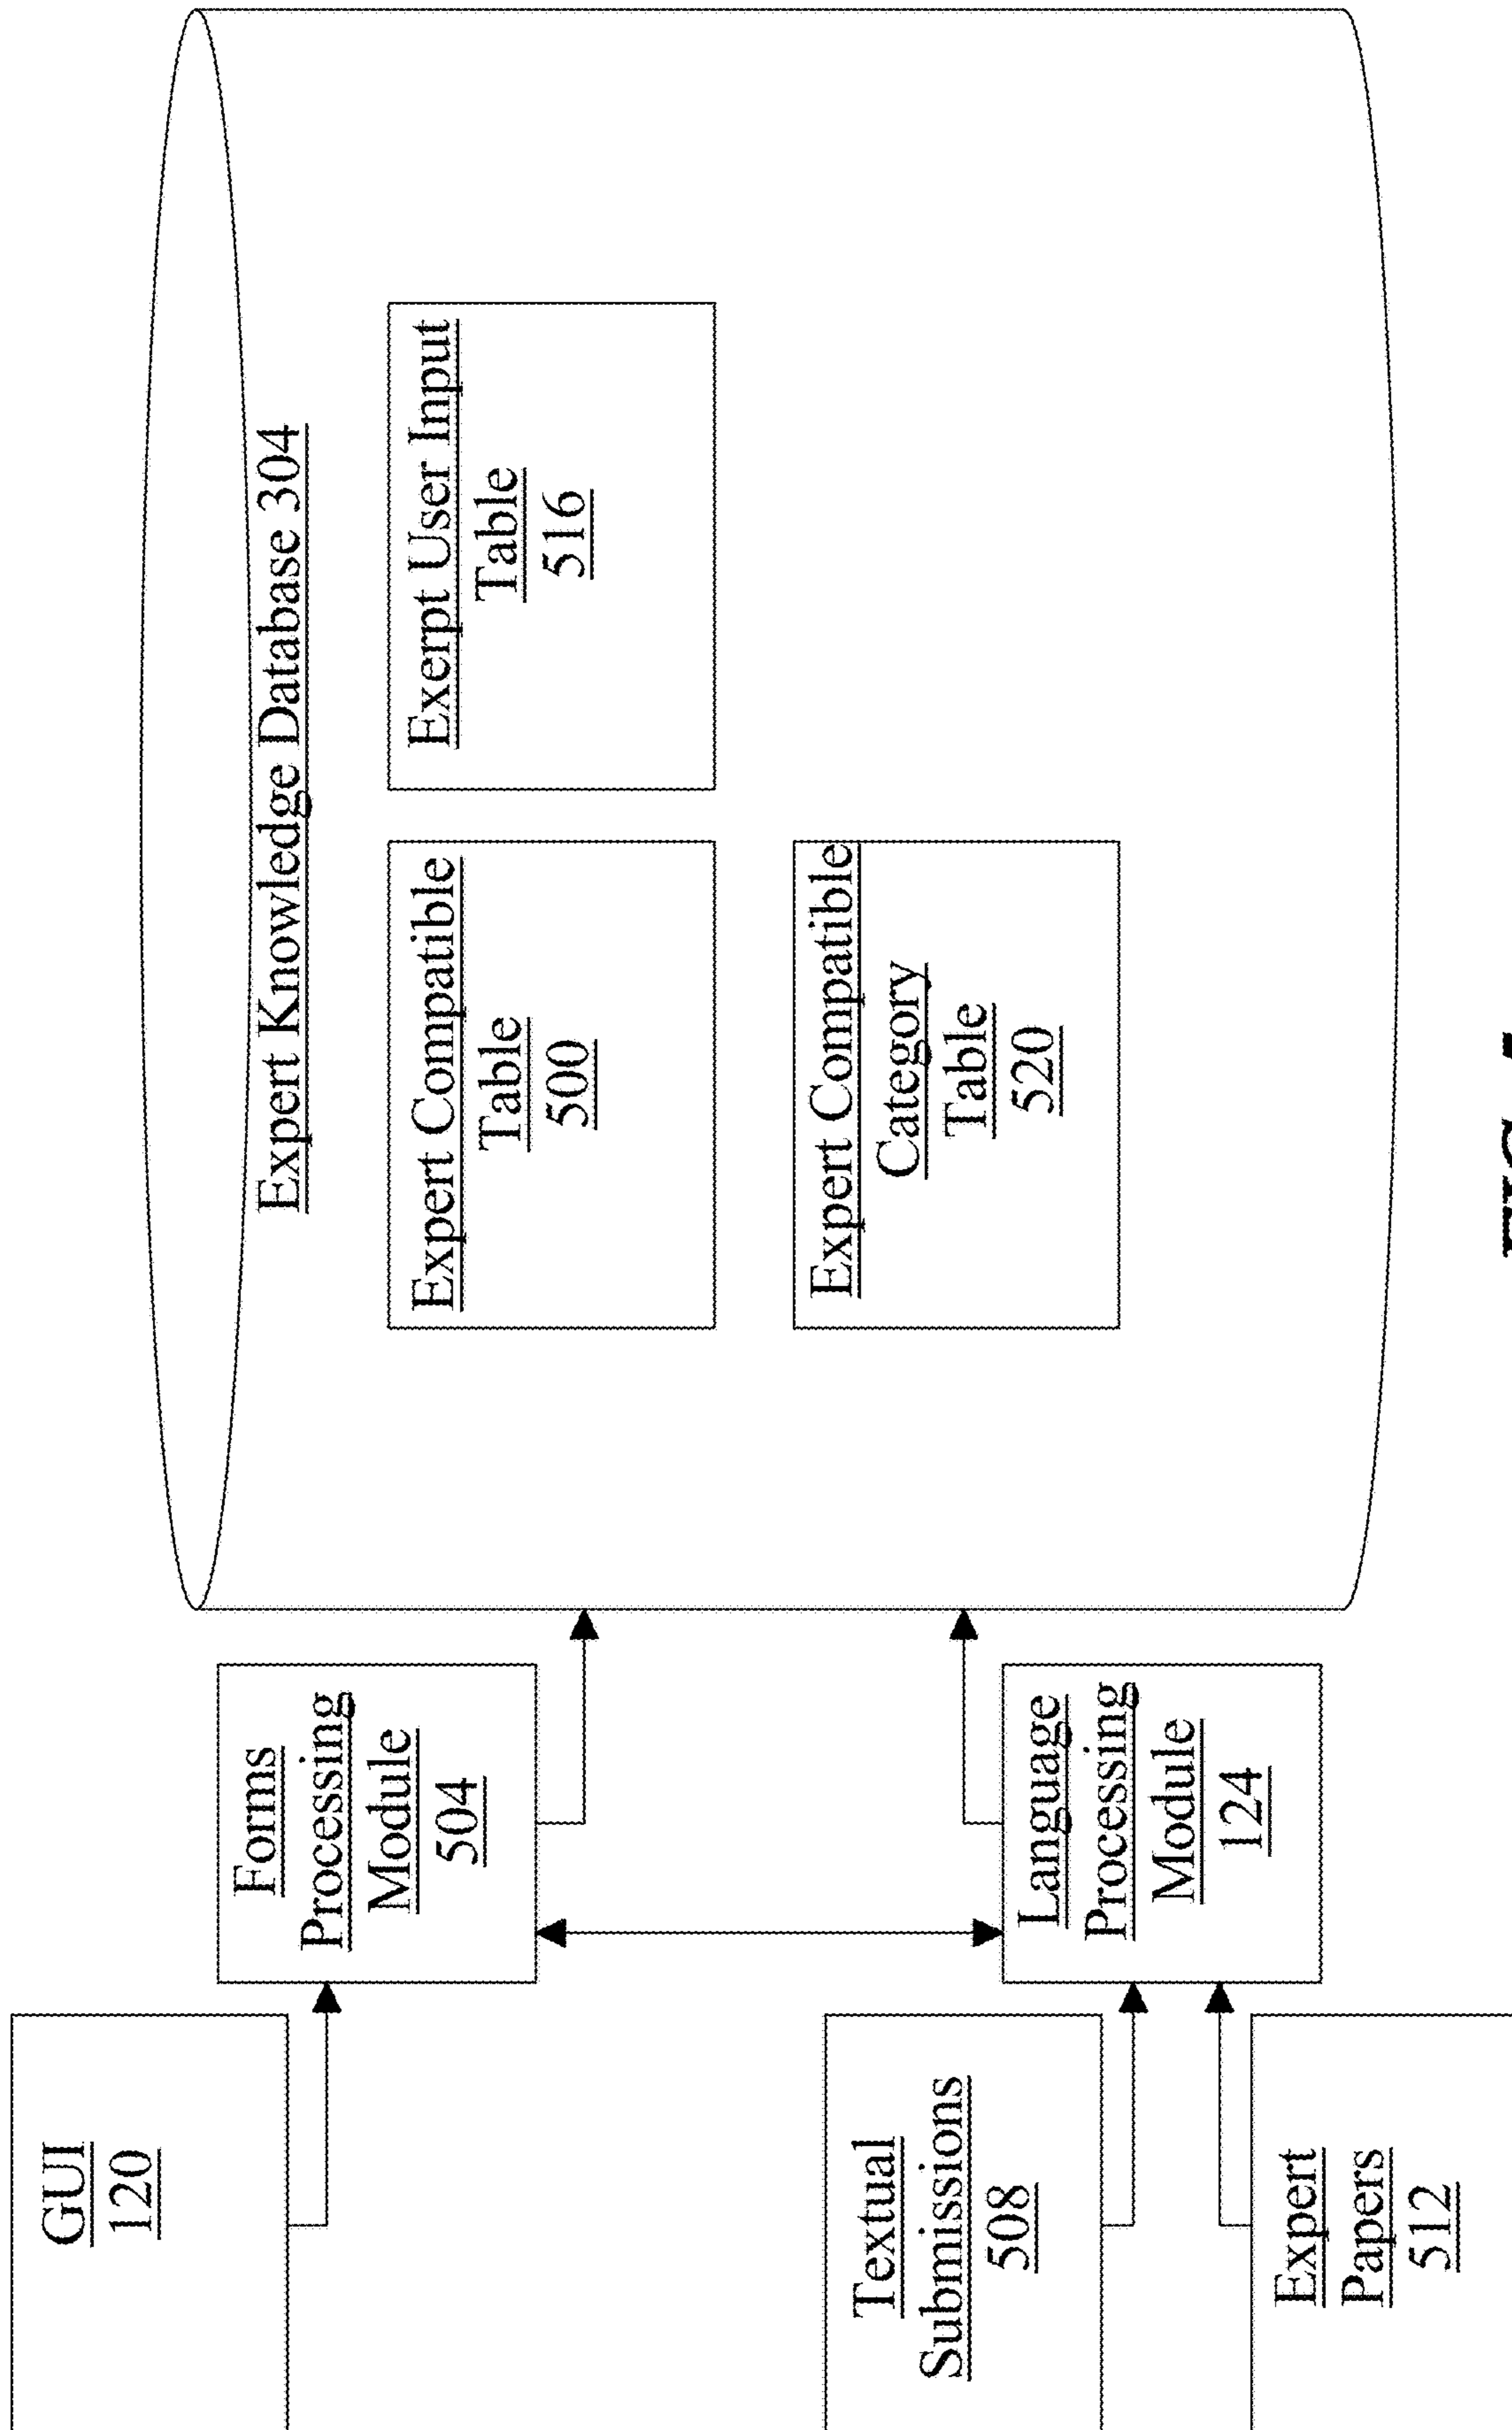 Expert Knowledge Database 304
GUI
120
Forms
Processing
Module
504
Expert Compatible
Table
500
Exerpt User Input
Table
516
Textual
Submissions
508
Language
Processing
Module
124
Expert Compatible
Category
Table
520
Expert
Papers
512